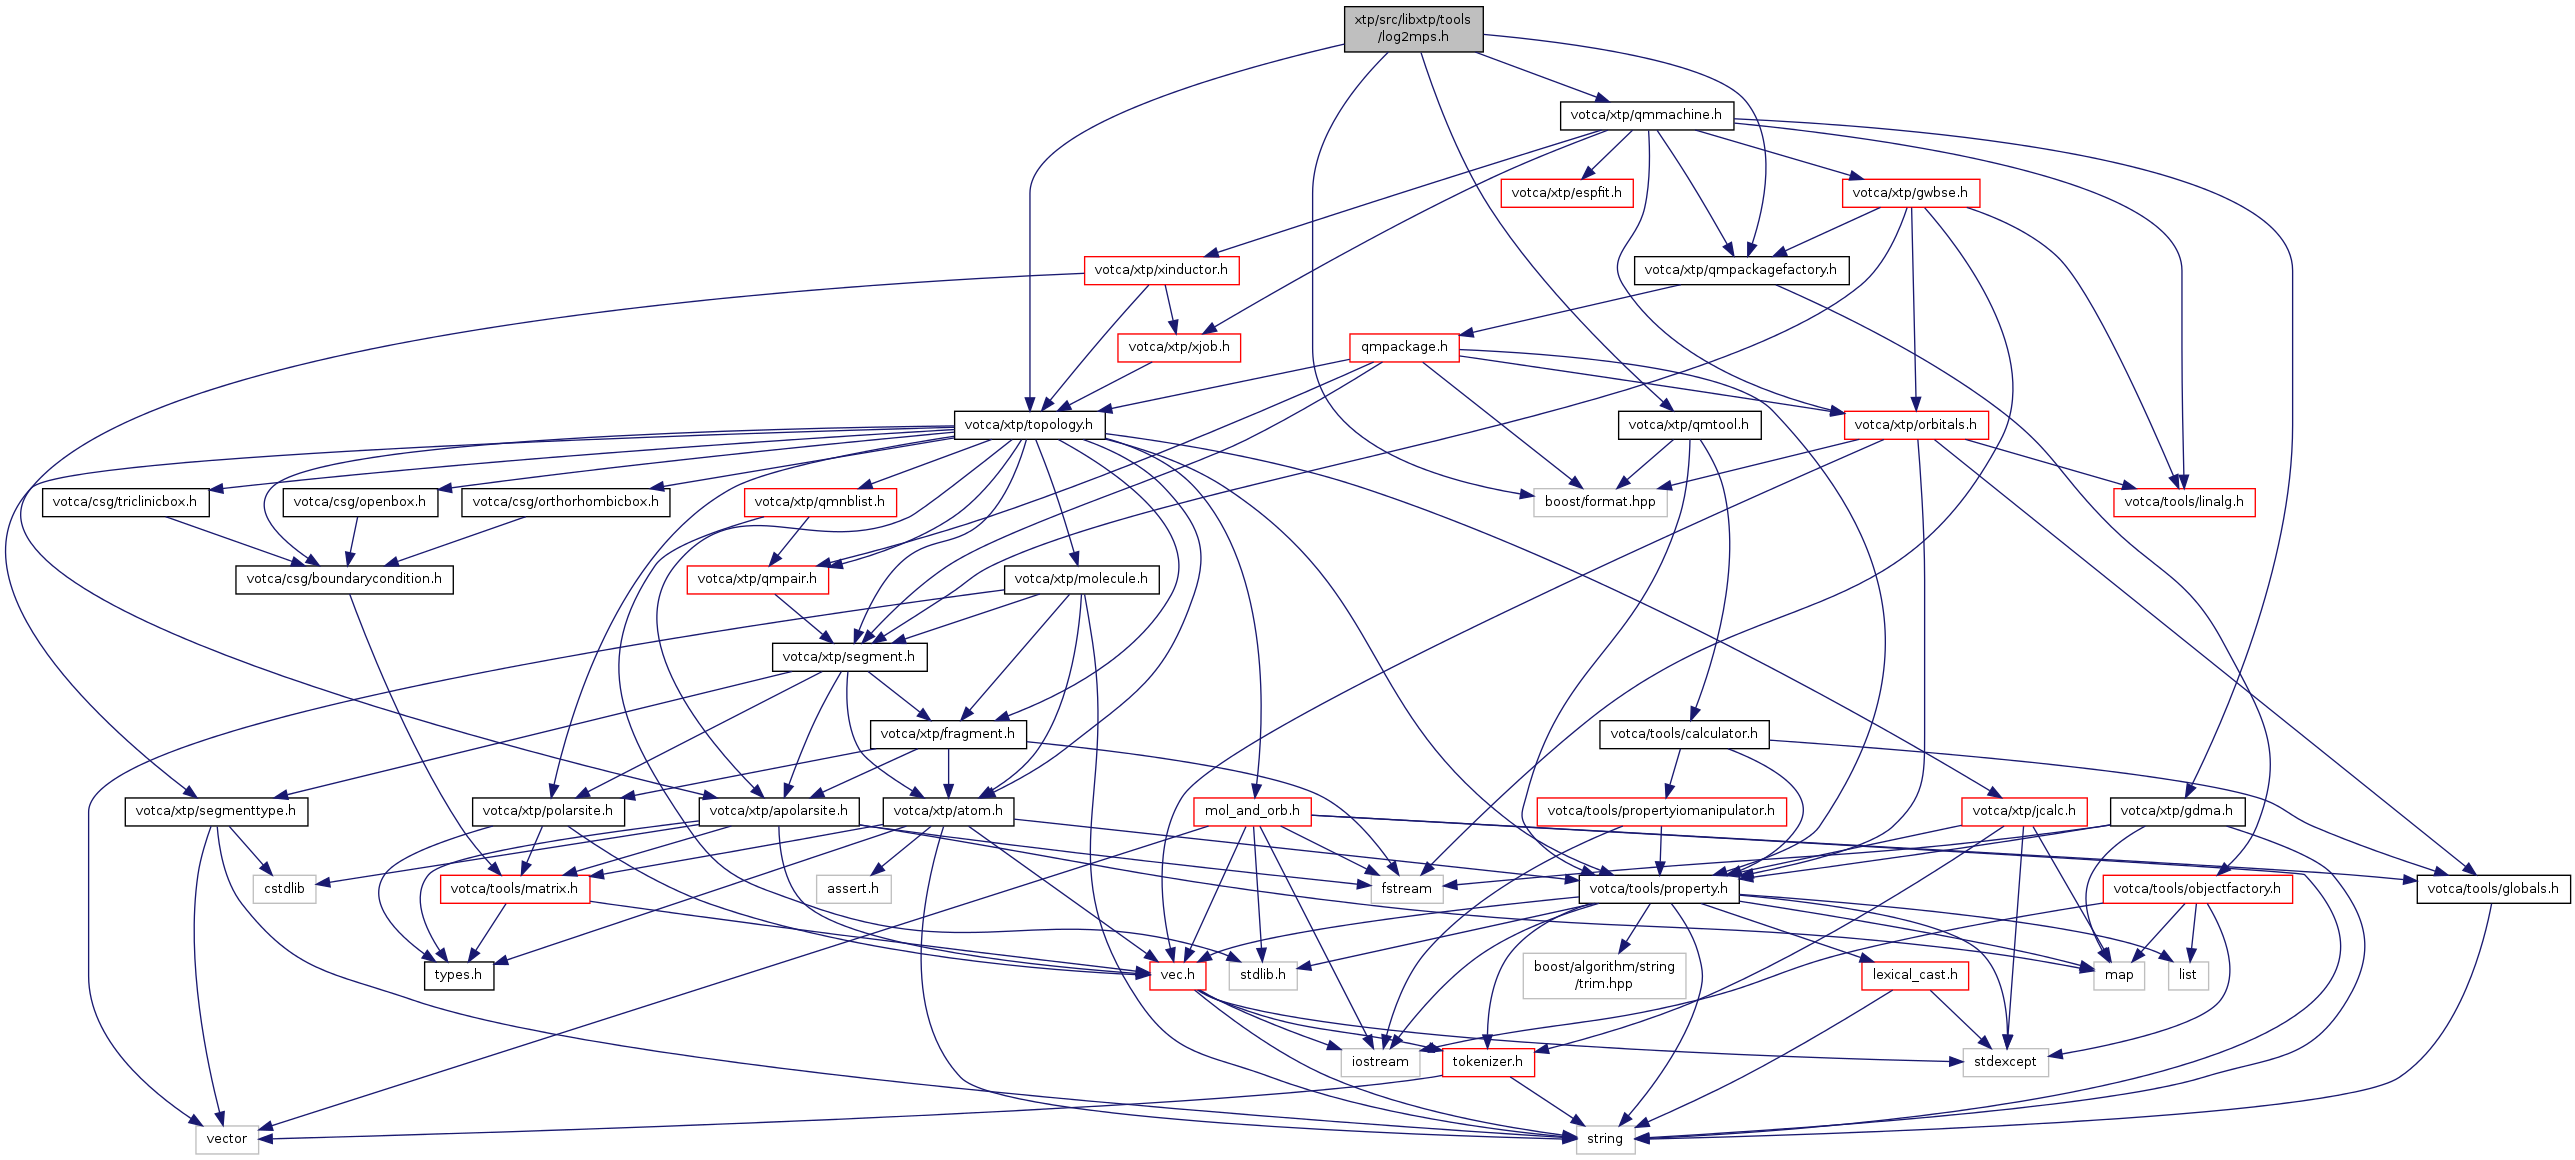 xtp/src/libxtp/tools
/log2mps.h
votca/xtp/qmmachine.h
votca/xtp/espfit.h
votca/xtp/gwbse.h
votca/xtp/xinductor.h
votca/xtp/qmpackagefactory.h
votca/xtp/xjob.h
qmpackage.h
votca/xtp/topology.h
votca/xtp/qmtool.h
votca/xtp/orbitals.h
votca/csg/triclinicbox.h
votca/csg/openbox.h
votca/csg/orthorhombicbox.h
votca/xtp/qmnblist.h
boost/format.hpp
votca/tools/linalg.h
votca/csg/boundarycondition.h
votca/xtp/qmpair.h
votca/xtp/molecule.h
votca/xtp/segment.h
votca/xtp/fragment.h
votca/tools/calculator.h
votca/xtp/segmenttype.h
votca/xtp/polarsite.h
votca/xtp/apolarsite.h
votca/xtp/atom.h
mol_and_orb.h
votca/tools/propertyiomanipulator.h
votca/xtp/jcalc.h
votca/xtp/gdma.h
cstdlib
votca/tools/matrix.h
assert.h
fstream
votca/tools/property.h
votca/tools/objectfactory.h
votca/tools/globals.h
types.h
vec.h
stdlib.h
boost/algorithm/string
/trim.hpp
lexical_cast.h
map
list
iostream
tokenizer.h
stdexcept
vector
string